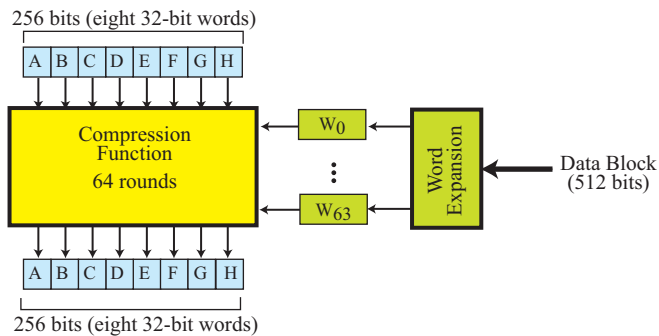 256 bits (eight 32-bit words)
A B C D E F G H
Compression
Function
64 rounds
W0
W63
Word
Expansion
Data Block
(512 bits)
A B C D E F G H
256 bits (eight 32-bit words)